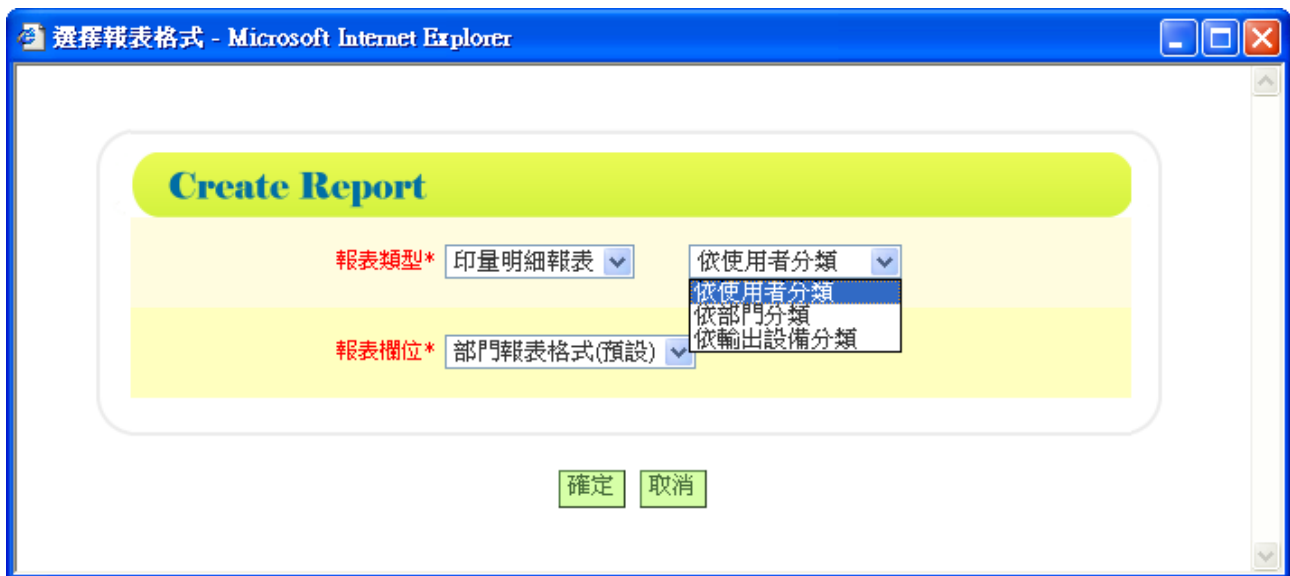 選擇報表格式 - Microsoft Internet Explorer
Create Report
報表類型* 印量明細報表 依使用者分類
依使用者分類
依部門分類
依輸出設備分類
報表欄位* 部門報表格式(預設)
確定 取消